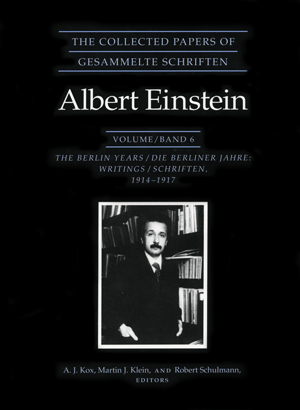 THE COLLECTED PAPERS OF
GESAMMELTE SCHRIFTEN
Albert Einstein
VOLUME/BAND 6
THE BERLIN YEARS/DIE BERLINER JAHRE:
WRITINGS/SCHRIFTEN,
1914–1917
A. J. Kox, Martin J. Klein, AND Robert Schulmann,
EDITORS